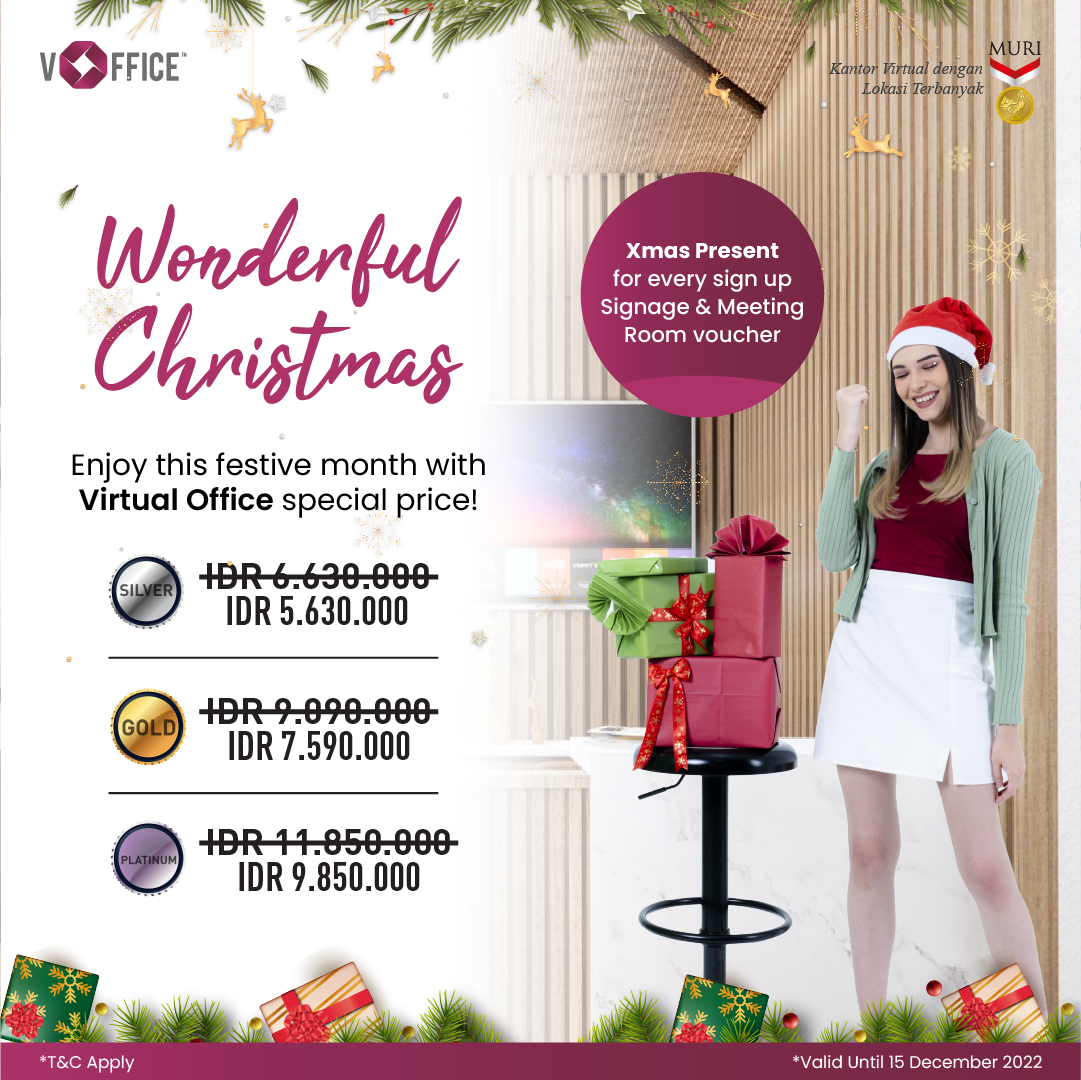 VOFFICE™
MURI
Kantor Virtual dengan
Lokasi Terbanyak
Wonderful
Christmas
Xmas Present
for every sign up
Signage & Meeting
Room voucher
Enjoy this festive month with
Virtual Office special price!
SILVER
IDR 6.630.000
IDR 5.630.000
GOLD
IDR 9.090.000
IDR 7.590.000
PLATINUM
IDR 11.850.000
IDR 9.850.000
*T&C Apply
*Valid Until 15 December 2022